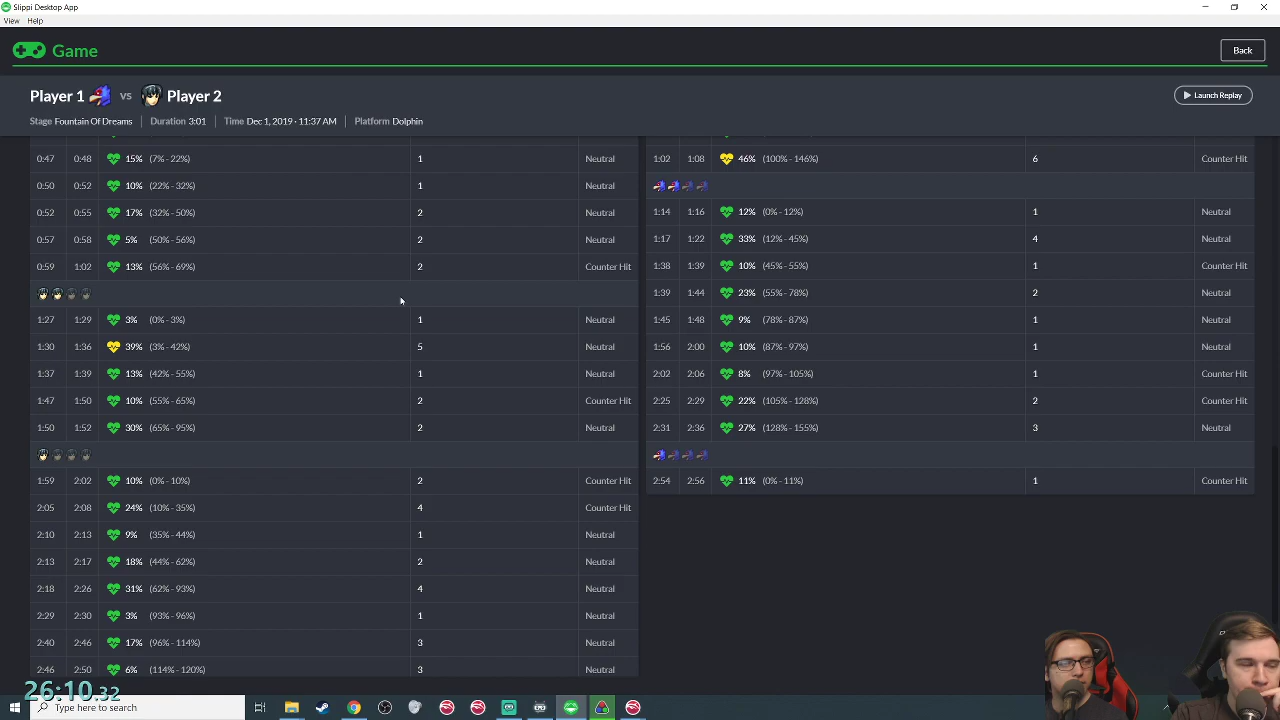 Slippi Desktop App
View Help
Game
Back
Player 1 vs Player 2
Launch Replay
Stage Fountain Of Dreams Duration 3:01 Time Dec 1, 2019 · 11:37 AM Platform Dolphin
0:47 0:48 15% (7% - 22%) 1 Neutral
0:50 0:52 10% (22% - 32%) 1 Neutral
0:52 0:55 17% (32% - 50%) 2 Neutral
0:57 0:58 5% (50% - 56%) 2 Neutral
0:59 1:02 13% (56% - 69%) 2 Counter Hit
1:27 1:29 3% (0% - 3%) 1 Neutral
1:30 1:36 39% (3% - 42%) 5 Neutral
1:37 1:39 13% (42% - 55%) 1 Neutral
1:47 1:50 10% (55% - 65%) 2 Counter Hit
1:50 1:52 30% (65% - 95%) 2 Neutral
1:59 2:02 10% (0% - 10%) 2 Counter Hit
2:05 2:08 24% (10% - 35%) 4 Counter Hit
2:10 2:13 9% (35% - 44%) 1 Neutral
2:13 2:17 18% (44% - 62%) 2 Neutral
2:18 2:26 31% (62% - 93%) 4 Neutral
2:29 2:30 3% (93% - 96%) 1 Neutral
2:40 2:46 17% (96% - 114%) 3 Neutral
2:46 2:50 6% (114% - 120%) 3 Neutral
1:02 1:08 46% (100% - 146%) 6 Counter Hit
1:14 1:16 12% (0% - 12%) 1 Neutral
1:17 1:22 33% (12% - 45%) 4 Neutral
1:38 1:39 10% (45% - 55%) 1 Counter Hit
1:39 1:44 23% (55% - 78%) 2 Neutral
1:45 1:48 9% (78% - 87%) 1 Neutral
1:56 2:00 10% (87% - 97%) 1 Neutral
2:02 2:06 8% (97% - 105%) 1 Counter Hit
2:25 2:29 22% (105% - 128%) 2 Counter Hit
2:31 2:36 27% (128% - 155%) 3 Neutral
2:54 2:56 11% (0% - 11%) 1 Counter Hit
26:10.32
Type here to search